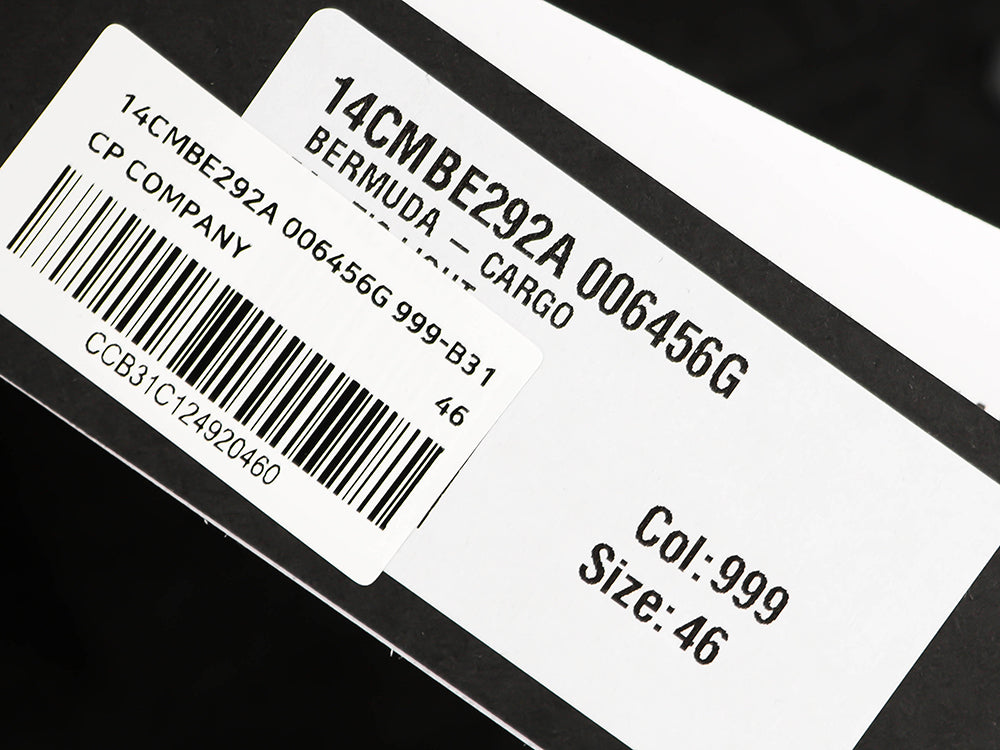 14CMBE292A 006456G 999-B31
CP COMPANY
46
CCB31C124920460
14CMBE292A 006456G
BERMUDA – CARGO
Col: 999
Size: 46